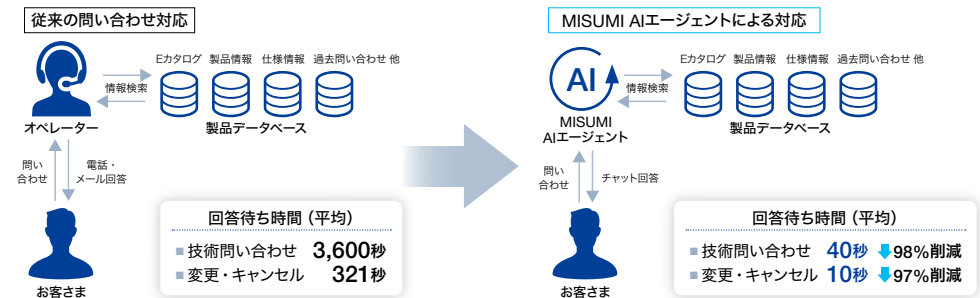 従来の問い合わせ対応
Eカタログ 製品情報 仕様情報 過去問い合わせ 他
情報検索
オペレーター
製品データベース
問い
合わせ
電話・
メール回答
お客さま
回答待ち時間（平均）
■技術問い合わせ 3,600秒
■変更・キャンセル 321秒
MISUMI AIエージェントによる対応
Eカタログ 製品情報 仕様情報 過去問い合わせ 他
AI
情報検索
MISUMI
AIエージェント
製品データベース
問い
合わせ
チャット回答
お客さま
回答待ち時間（平均）
■技術問い合わせ 40秒 98%削減
■変更・キャンセル 10秒 97%削減